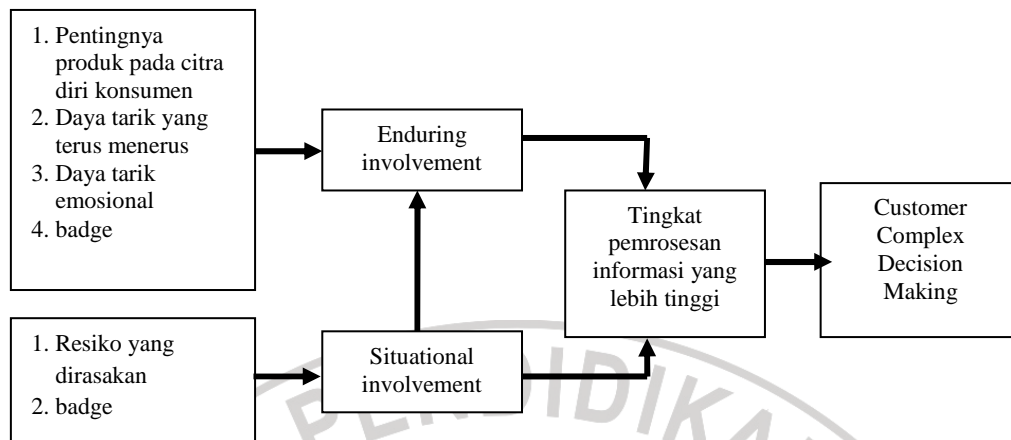 1. Pentingnya
produk pada citra
diri konsumen
2. Daya tarik yang
terus menerus
3. Daya tarik
emosional
4. badge
Enduring
involvement
Tingkat
pemrosesan
informasi yang
lebih tinggi
Customer
Complex
Decision
Making
1. Resiko yang
dirasakan
2. badge
Situational
involvement
PENDIDIKA